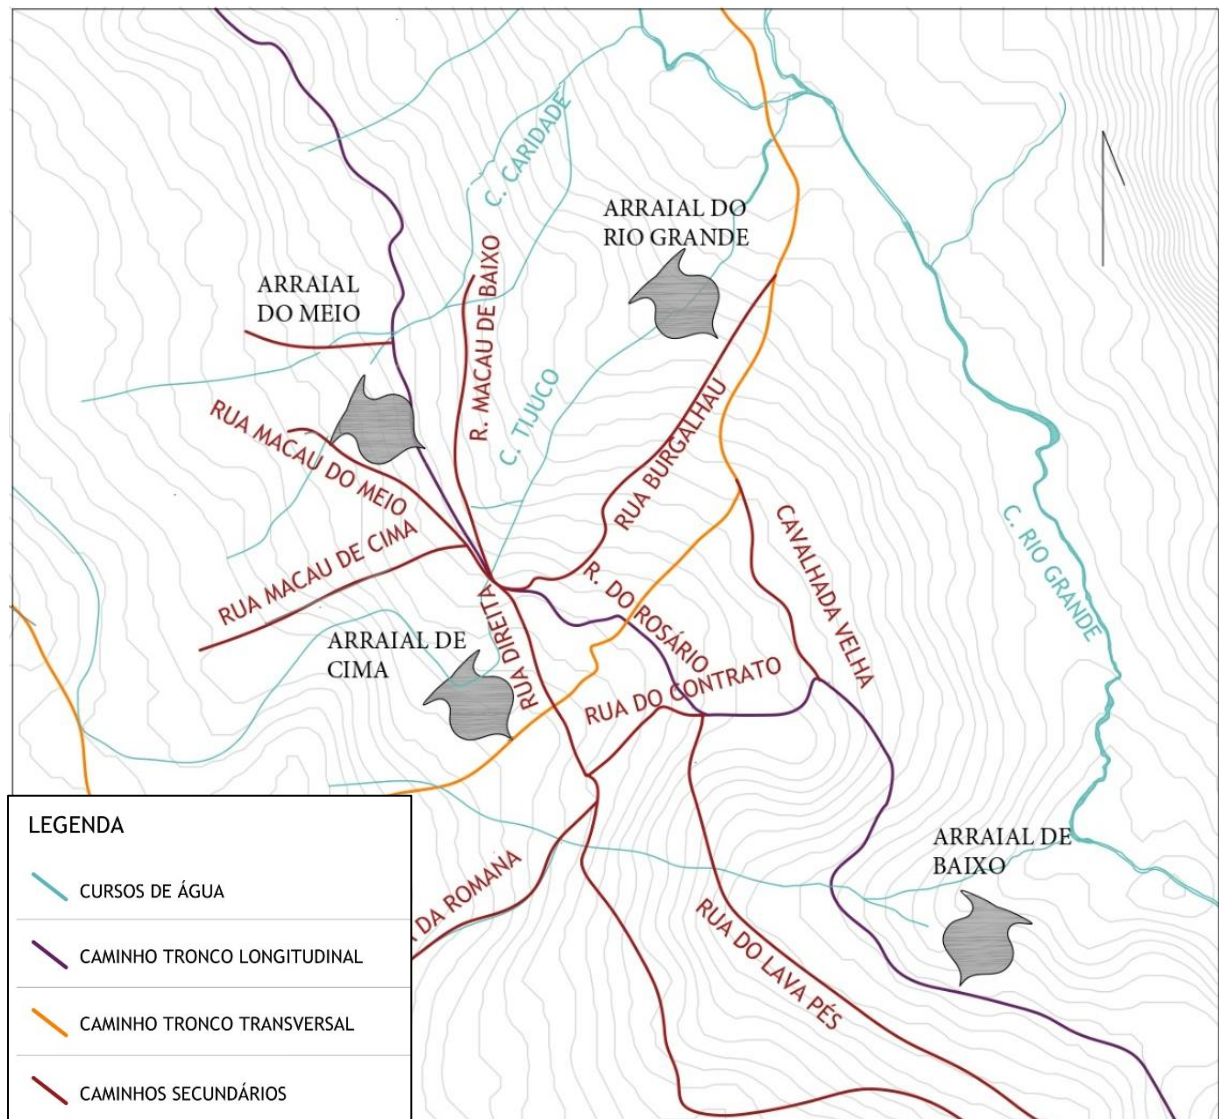 C. CARIDADE
ARRAIAL DO
RIO GRANDE
R. MACAU DE BAIXO
ARRAIAL
DO MEIO
C. TIJUCO
RUA BURGALHAU
RUA MACAU DO MEIO
RUA MACAU DE CIMA
CAVALHADA VELHA
C. RIO GRANDE
R. DO ROSÁRIO
RUA DIREITA
ARRAIAL DE
CIMA
RUA DO CONTRATO
ARRAIAL DE
BAIXO
DA ROMANA
RUA DO LAVA PÉS
LEGENDA
CURSOS DE ÁGUA
CAMINHO TRONCO LONGITUDINAL
CAMINHO TRONCO TRANSVERSAL
CAMINHOS SECUNDÁRIOS